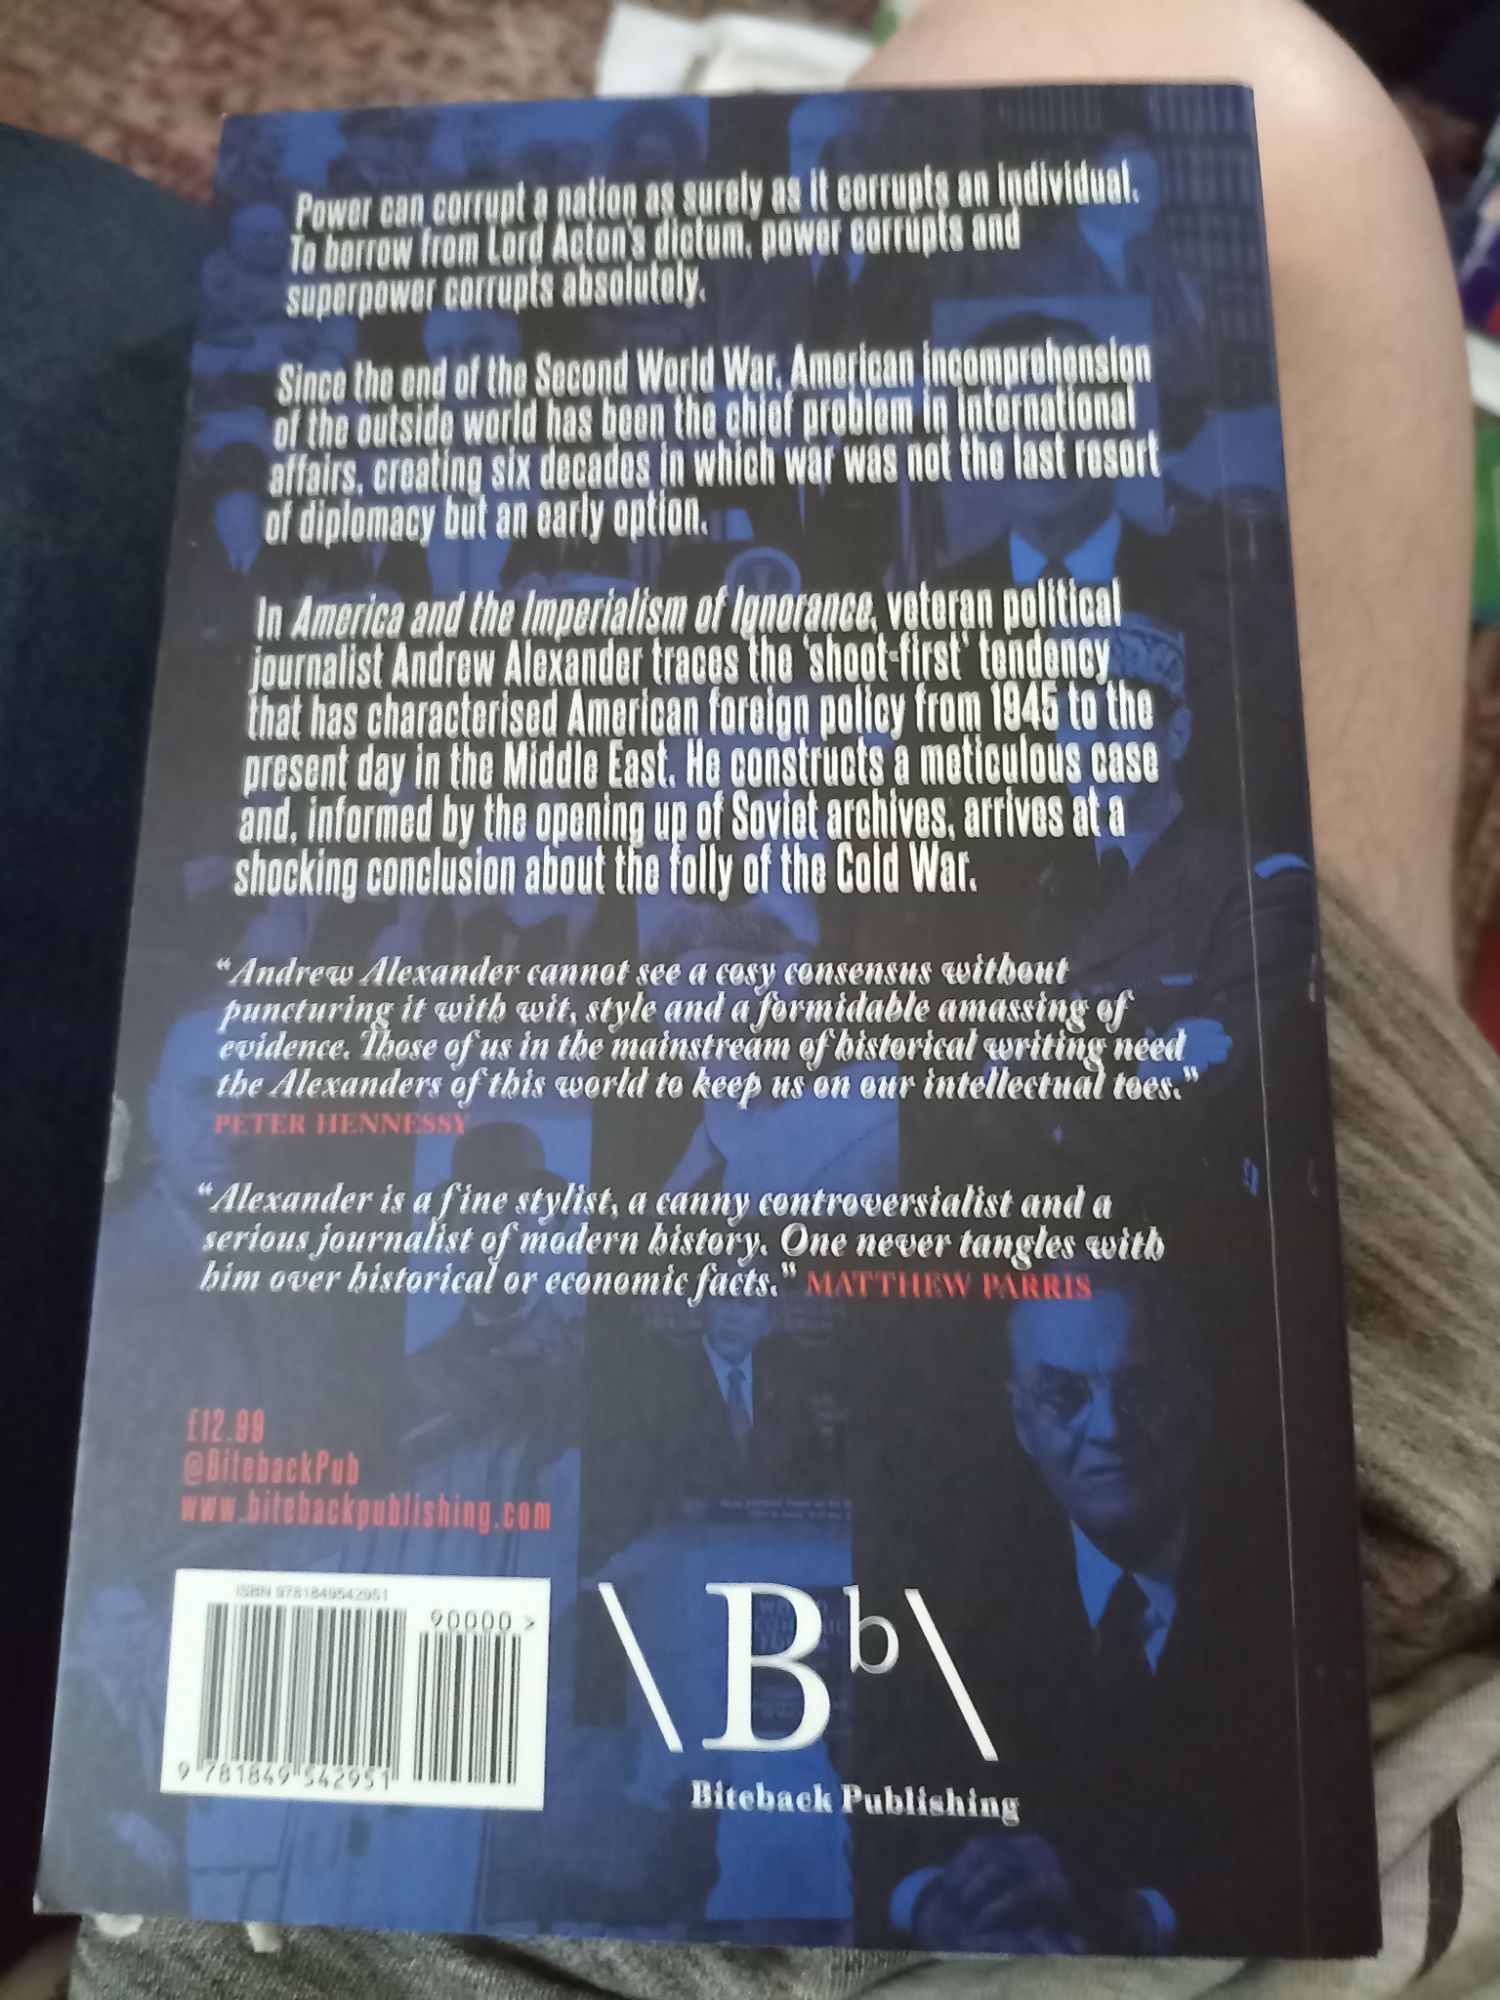 Power can corrupt a nation as surely as it corrupts an individual.
To borrow from Lord Acton's dictum, power corrupts and
superpower corrupts absolutely.
Since the end of the Second World War, American incomprehension
of the outside world has been the chief problem in international
affairs, creating six decades in which war was not the last resort
of diplomacy but an early option.
In America and the Imperialism of Ignorance, veteran political
journalist Andrew Alexander traces the 'shoot-first' tendency
that has characterised American foreign policy from 1945 to the
present day in the Middle East. He constructs a meticulous case
and, informed by the opening up of Soviet archives, arrives at a
shocking conclusion about the folly of the Cold War.
"Andrew Alexander cannot see a cosy consensus without
puncturing it with wit, style and a formidable amassing of
evidence. Those of us in the mainstream of historical writing need
the Alexanders of this world to keep us on our intellectual toes."
PETER HENNESSY
"Alexander is a fine stylist, a canny controversialist and a
serious journalist of modern history. One never tangles with
him over historical or economic facts." MATTHEW PARRIS
£12.99
@BitebackPub
www.bitebackpublishing.com
ISBN 9781849542951
90000 >
9 781849 542951
\Bb\
Biteback Publishing